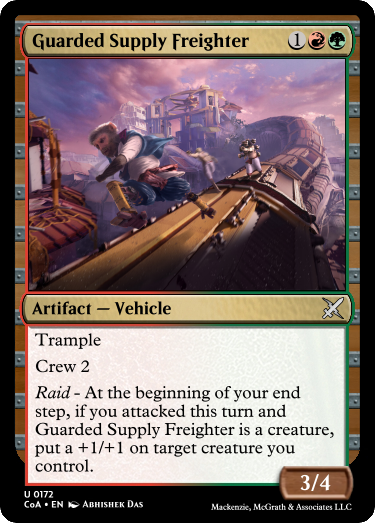 Guarded Supply Freighter 1
Artifact — Vehicle
Trample
Crew 2
Raid - At the beginning of your end
step, if you attacked this turn and
Guarded Supply Freighter is a creature,
put a +1/+1 on target creature you
control.
3/4
U 0172
CoA • EN Abhishek Das
Mackenzie, McGrath & Associates LLC